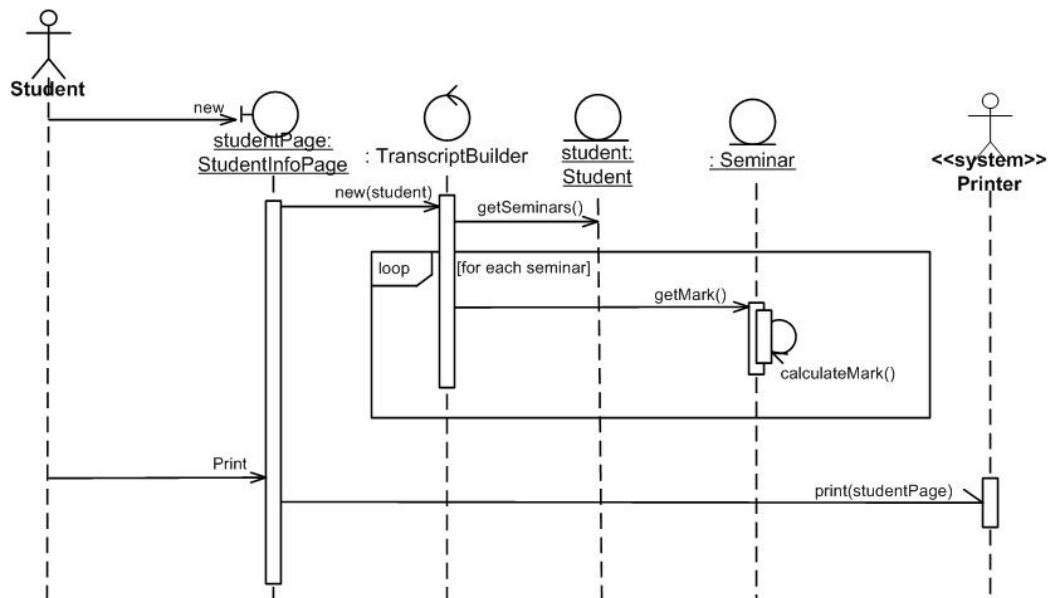 Student
new
studentPage:
StudentInfoPage
: TranscriptBuilder
student:
Student
: Seminar
<<system>>
Printer
new(student)
getSeminars()
loop
[for each seminar]
getMark()
calculateMark()
Print
print(studentPage)